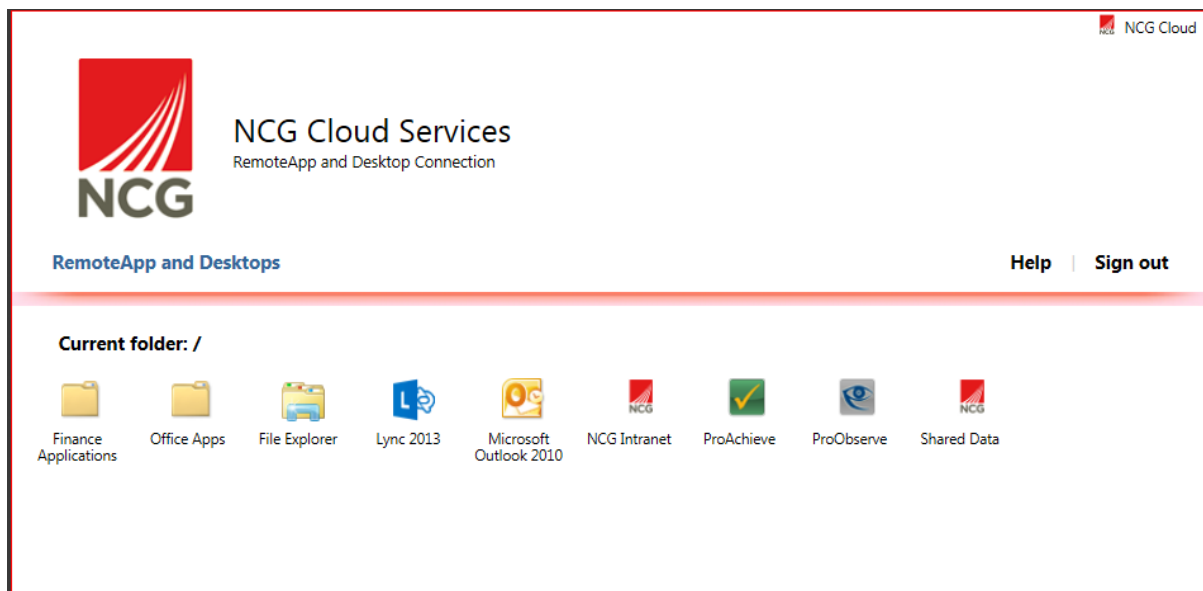 NCG Cloud
NCG
NCG Cloud Services
RemoteApp and Desktop Connection
RemoteApp and Desktops
Help | Sign out
Current folder: /
Finance Applications
Office Apps
File Explorer
L
Lync 2013
O
Microsoft Outlook 2010
NCG
NCG Intranet
ProAchieve
ProObserve
NCG
Shared Data